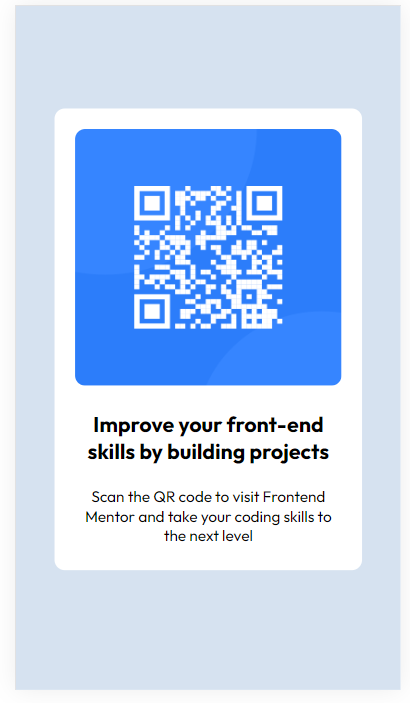 Improve your front-end
skills by building projects
Scan the QR code to visit Frontend
Mentor and take your coding skills to
the next level